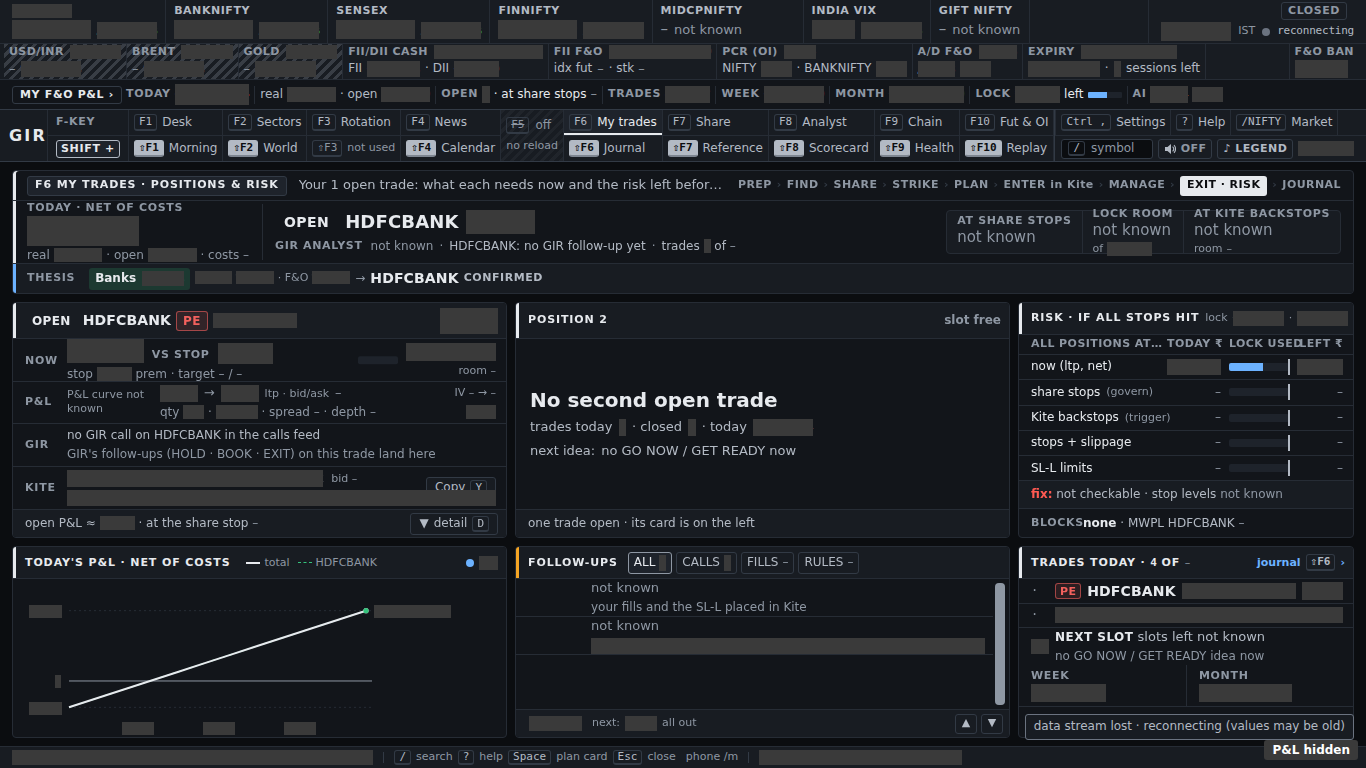 BANKNIFTY SENSEX FINNIFTY MIDCPNIFTY INDIA VIX GIFT NIFTY CLOSED
– not known – not known IST ● reconnecting
USD/INR BRENT GOLD FII/DII CASH FII F&O PCR (OI) A/D F&O EXPIRY F&O BAN
– – – FII · DII idx fut – · stk – NIFTY · BANKNIFTY · sessions left
MY F&O P&L › TODAY real · open OPEN · at share stops – TRADES WEEK MONTH LOCK left AI
GIR F-KEY F1 Desk F2 Sectors F3 Rotation F4 News F5 off F6 My trades F7 Share F8 Analyst F9 Chain F10 Fut & OI Ctrl , Settings ? Help /NIFTY Market
SHIFT + ⇧F1 Morning ⇧F2 World ⇧F3 not used ⇧F4 Calendar no reload ⇧F6 Journal ⇧F7 Reference ⇧F8 Scorecard ⇧F9 Health ⇧F10 Replay / symbol OFF ♪ LEGEND
F6 MY TRADES · POSITIONS & RISK Your 1 open trade: what each needs now and the risk left befor... PREP › FIND › SHARE › STRIKE › PLAN › ENTER in Kite › MANAGE › EXIT · RISK › JOURNAL
TODAY · NET OF COSTS
real · open · costs –
OPEN HDFCBANK
GIR ANALYST not known · HDFCBANK: no GIR follow-up yet · trades of –
AT SHARE STOPS
not known
LOCK ROOM
not known
of
AT KITE BACKSTOPS
not known
room –
THESIS Banks · F&O → HDFCBANK CONFIRMED
OPEN HDFCBANK PE
NOW VS STOP
stop prem · target – / – room –
P&L P&L curve not known → ltp · bid/ask – IV – → –
qty · · spread – · depth –
GIR no GIR call on HDFCBANK in the calls feed
GIR's follow-ups (HOLD · BOOK · EXIT) on this trade land here
KITE bid – Copy Y
open P&L ≈ · at the share stop – ▼ detail D
POSITION 2 slot free
No second open trade
trades today · closed · today
next idea: no GO NOW / GET READY now
one trade open · its card is on the left
RISK · IF ALL STOPS HIT lock ·
ALL POSITIONS AT... TODAY ₹ LOCK USED LEFT ₹
now (ltp, net)
share stops (govern) – –
Kite backstops (trigger) – –
stops + slippage – –
SL-L limits – –
fix: not checkable · stop levels not known
BLOCKS none · MWPL HDFCBANK –
TODAY'S P&L · NET OF COSTS total HDFCBANK
FOLLOW-UPS ALL CALLS FILLS – RULES –
not known
your fills and the SL-L placed in Kite
not known
next: all out ▲ ▼
TRADES TODAY · 4 OF – journal ⇧F6 ›
· PE HDFCBANK
·
NEXT SLOT slots left not known
no GO NOW / GET READY idea now
WEEK MONTH
data stream lost · reconnecting (values may be old)
P&L hidden
/ search ? help Space plan card Esc close phone /m